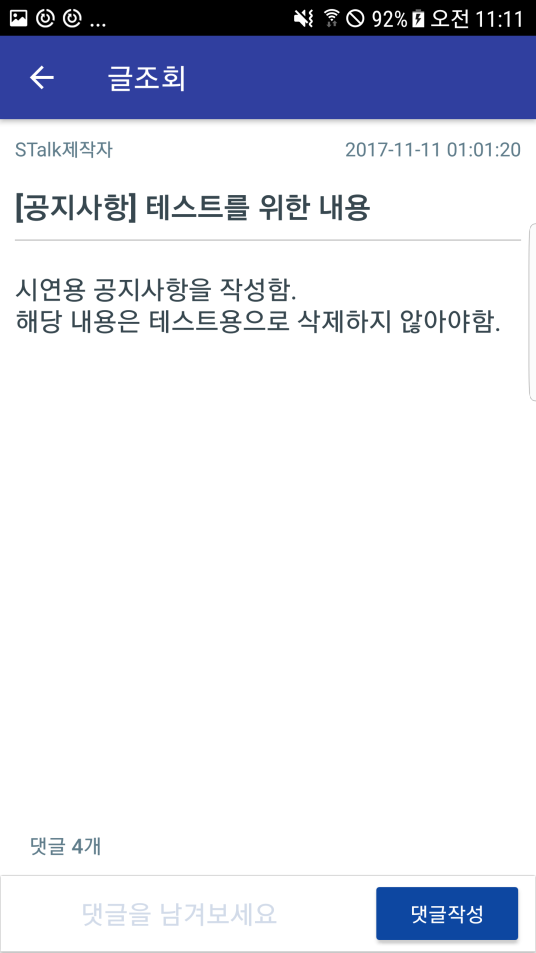 ... 92% 오전 11:11
글조회
STalk제작자 2017-11-11 01:01:20
[공지사항] 테스트를 위한 내용
시연용 공지사항을 작성함.
해당 내용은 테스트용으로 삭제하지 않아야함.
댓글 4개
댓글을 남겨보세요 댓글작성